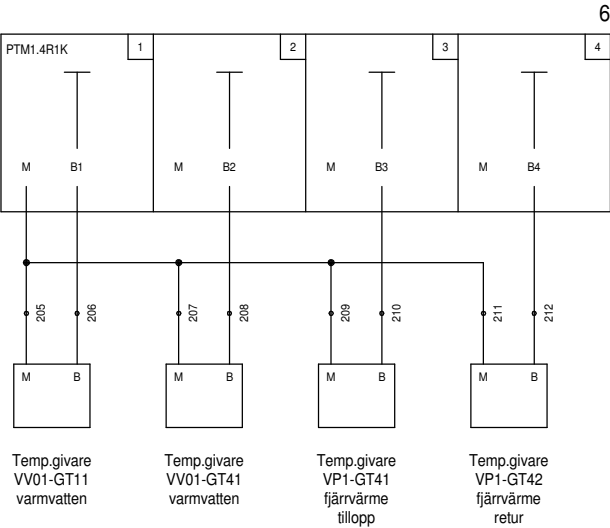 6
PTM1.4R1K 1 2 3 4
M B1 M B2 M B3 M B4
205 206 207 208 209 210 211 212
M B M B M B M B
Temp.givare
VV01-GT11
varmvatten
Temp.givare
VV01-GT41
varmvatten
Temp.givare
VP1-GT41
fjärrvärme
tillopp
Temp.givare
VP1-GT42
fjärrvärme
retur